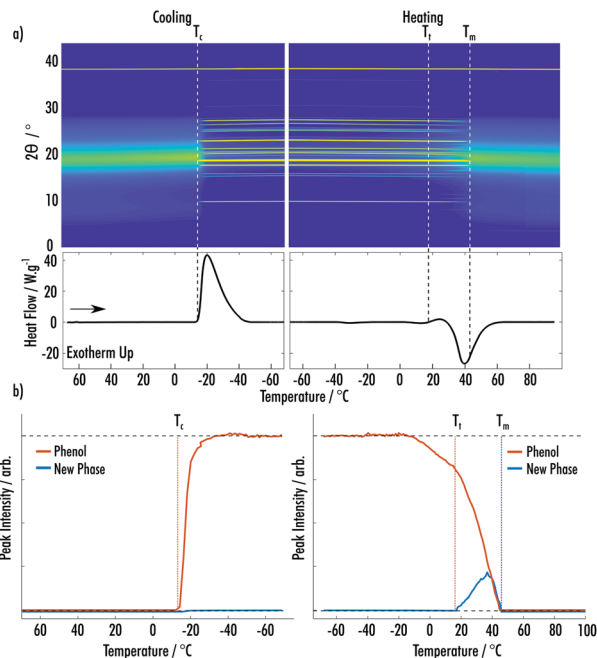 Cooling
Heating
a)
Tc
Tt
Tm
40
30
20
10
0
2θ / °
40
20
0
-20
Heat Flow / W.g-1
Exotherm Up
60 40 20 0 -20 -40 -60
-60 -40 -20 0 20 40 60 80
Temperature / °C
b)
Tc
Tt
Tm
Phenol
New Phase
Phenol
New Phase
Peak Intensity / arb.
Peak Intensity / arb.
60 40 20 0 -20 -40 -60
-60 -40 -20 0 20 40 60 80 100
Temperature / °C
Temperature / °C